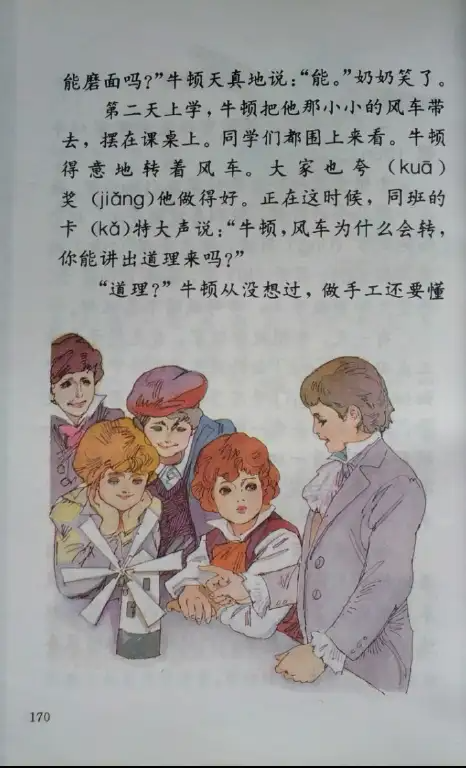 能磨面吗？”牛顿天真地说：“能。”奶奶笑了。
第二天上学，牛顿把他那小小的风车带
去，摆在课桌上。同学们都围上来看。牛顿
得意地转着风车。大家也夸（kuā）
奖（jiǎng）他做得好。正在这时候，同班的
卡（kǎ）特大声说：“牛顿，风车为什么会转，
你能讲出道理来吗？”
“道理？”牛顿从没想过，做手工还要懂
170